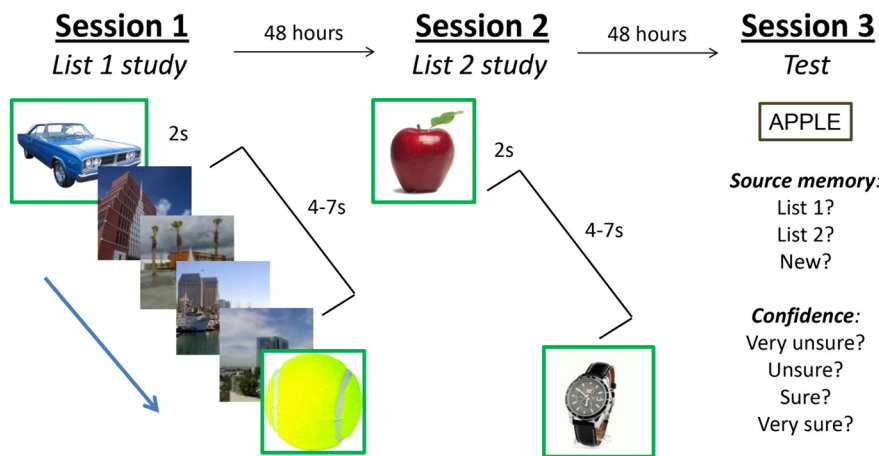 Session 1
48 hours
Session 2
48 hours
Session 3
List 1 study
List 2 study
Test
2s
4-7s
2s
4-7s
APPLE
Source memory:
List 1?
List 2?
New?
Confidence:
Very unsure?
Unsure?
Sure?
Very sure?